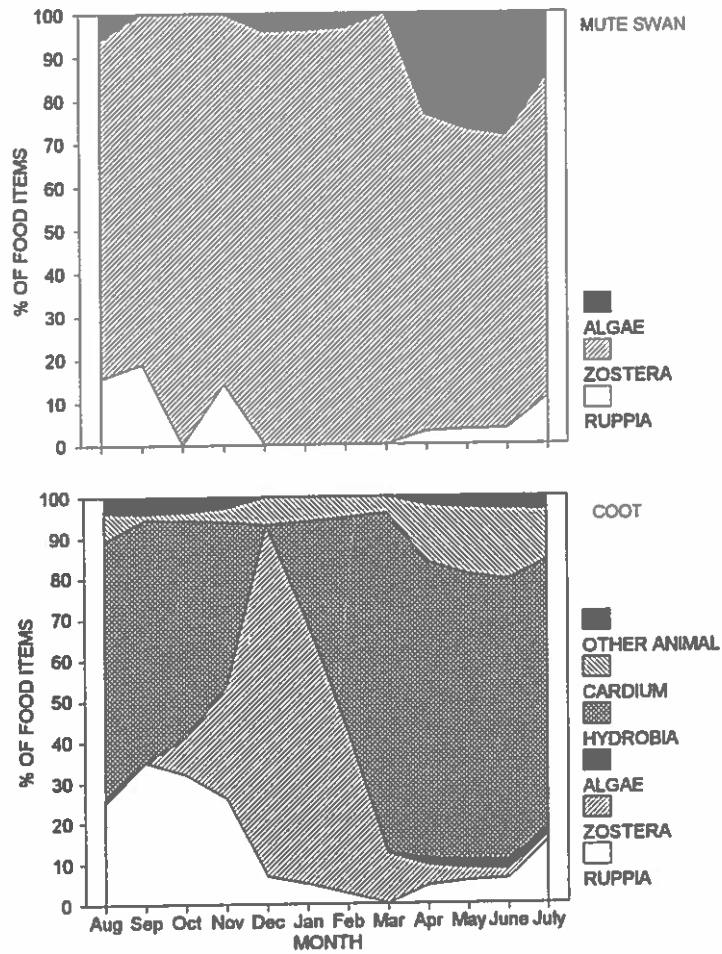 MUTE SWAN
100
90
80
70
60
50
40
30
20
10
0
% OF FOOD ITEMS
ALGAE
ZOSTERA
RUPPIA
COOT
100
90
80
70
60
50
40
30
20
10
0
% OF FOOD ITEMS
OTHER ANIMAL
CARDIUM
HYDROBIA
ALGAE
ZOSTERA
RUPPIA
Aug Sep Oct Nov Dec Jan Feb Mar Apr May June July
MONTH